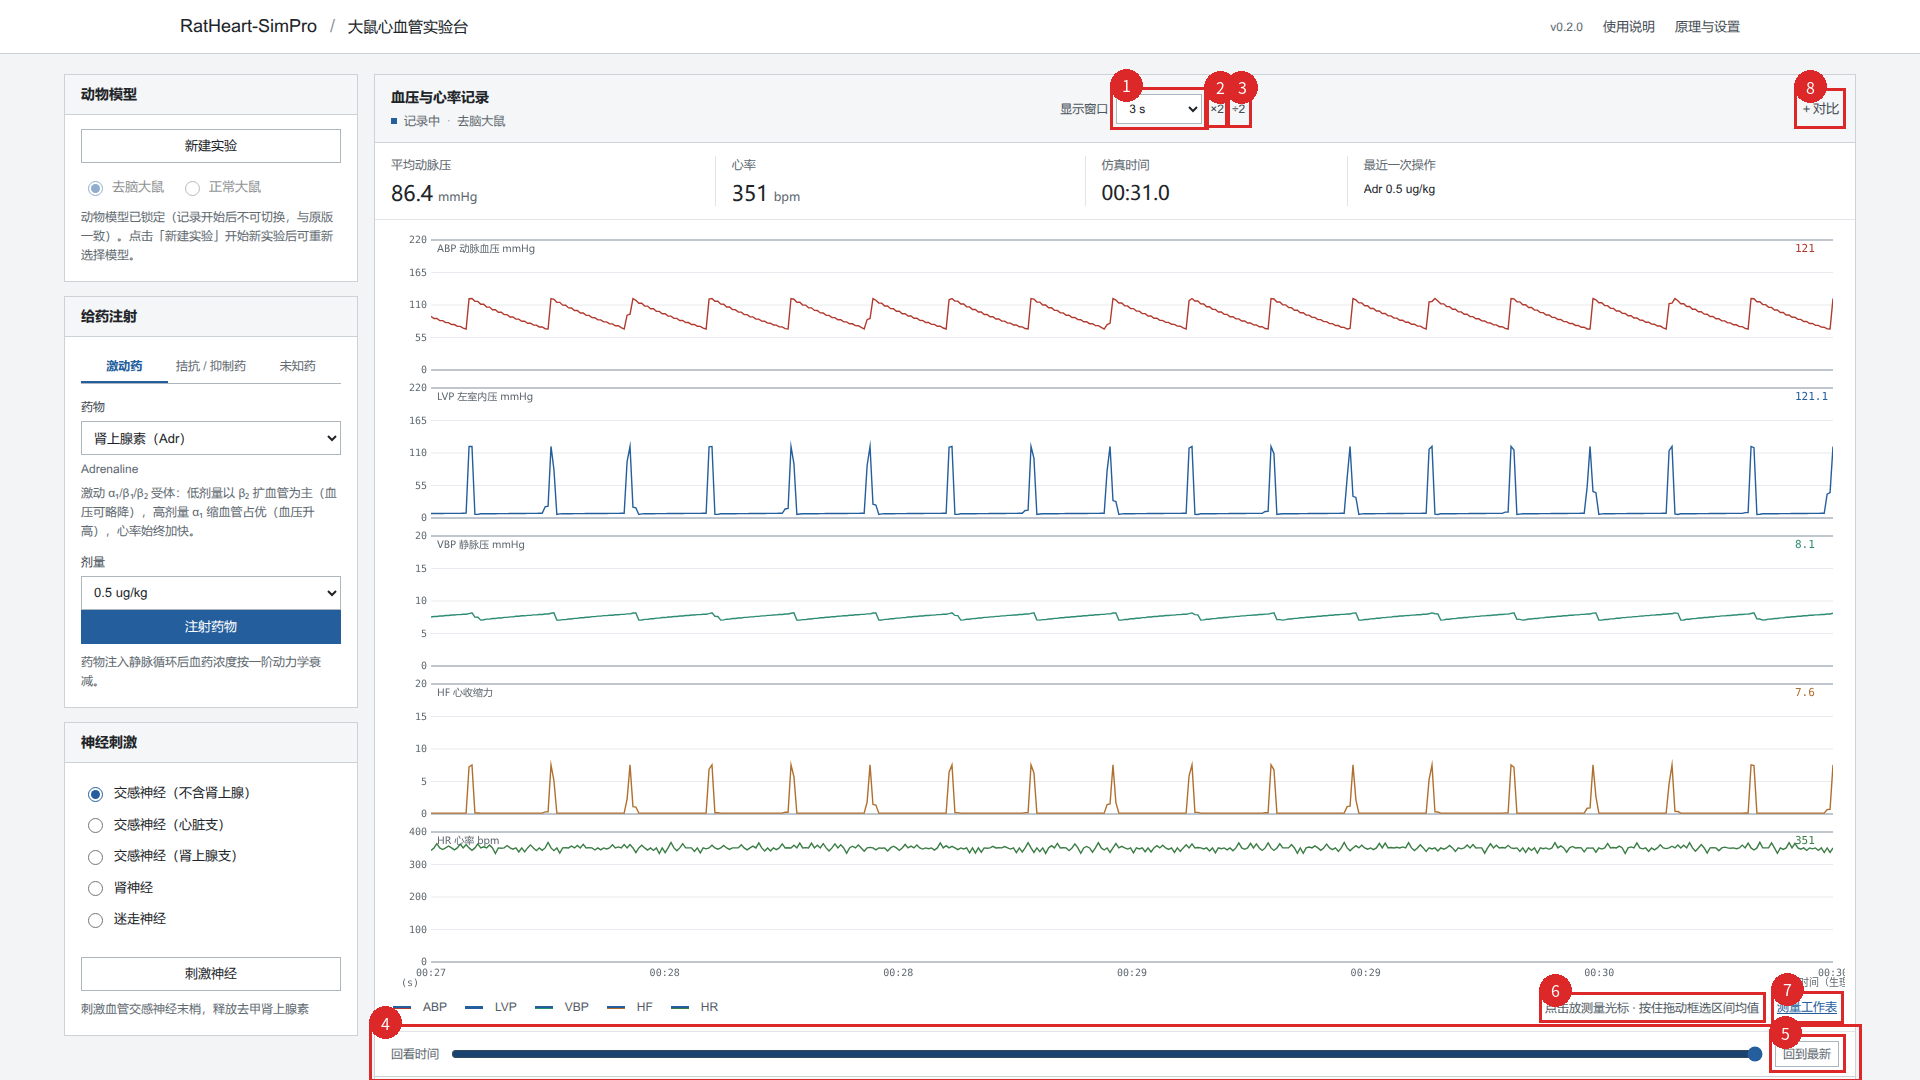 RatHeart-SimPro / 大鼠心血管实验台
v0.2.0 使用说明 原理与设置
动物模型
新建实验
去脑大鼠 正常大鼠
动物模型已锁定（记录开始后不可切换，与原版
一致）。点击「新建实验」开始新实验后可重新
选择模型。
给药注射
激动药 拮抗 / 抑制药 未知药
药物
肾上腺素（Adr）
Adrenaline
激动 α₁/β₁/β₂ 受体：低剂量以 β₂ 扩血管为主（血
压可略降），高剂量 α₁ 缩血管占优（血压升
高），心率始终加快。
剂量
0.5 ug/kg
注射药物
药物注入静脉循环后血药浓度按一阶动力学衰
减。
神经刺激
交感神经（不含肾上腺）
交感神经（心脏支）
交感神经（肾上腺支）
肾神经
迷走神经
刺激神经
刺激血管交感神经末梢，释放去甲肾上腺素
血压与心率记录
记录中 · 去脑大鼠
显示窗口 3 s ×2 ÷2
1 2 3
8
+ 对比
平均动脉压 心率 仿真时间 最近一次操作
86.4 mmHg 351 bpm 00:31.0 Adr 0.5 ug/kg
220
ABP 动脉血压 mmHg 121
165
110
55
0
220
LVP 左室内压 mmHg 121.1
165
110
55
0
20
VBP 静脉压 mmHg 8.1
15
10
5
0
20
HF 心收缩力 7.6
15
10
5
0
400
HR 心率 bpm 351
300
200
100
0
00:27 00:28 00:28 00:29 00:29 00:30 00:30
(s) 时间（生理
ABP LVP VBP HF HR
6
点击放测量光标 · 按住拖动框选区间均值
7
测量工作表
4
回看时间
5
回到最新